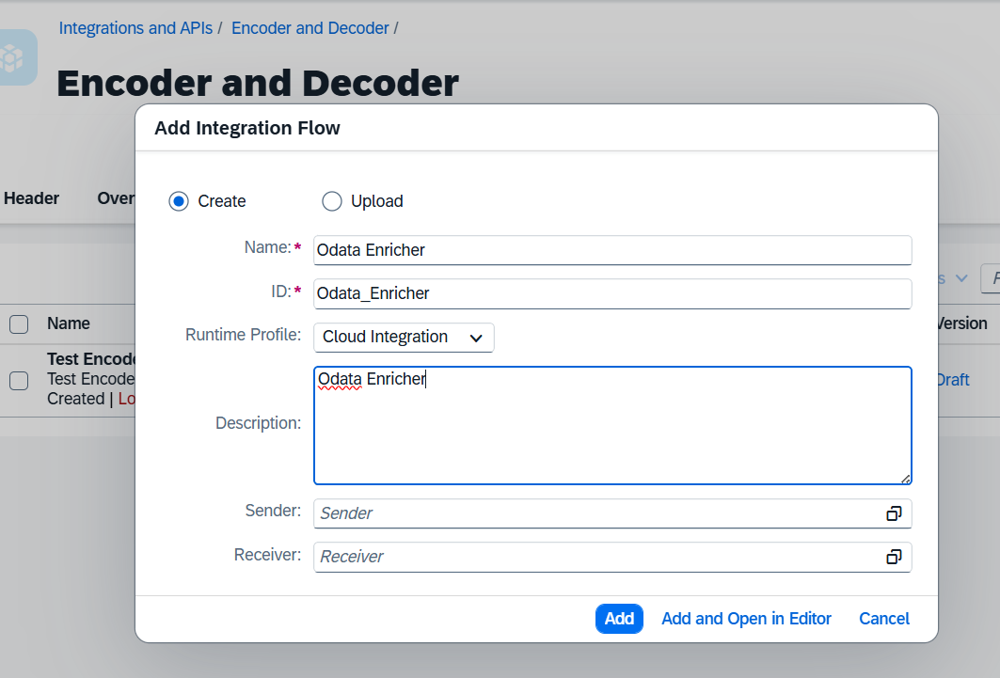 Integrations and APIs / Encoder and Decoder /
Encoder and Decoder
Add Integration Flow
Header
Over
Create
Upload
Name:*
Odata Enricher
ID:*
Odata_Enricher
Runtime Profile:
Cloud Integration
Name
Version
Test Encode
Test Encode
Created | Lo
Draft
Description:
Odata Enricher
Sender:
Sender
Receiver:
Receiver
Add
Add and Open in Editor
Cancel